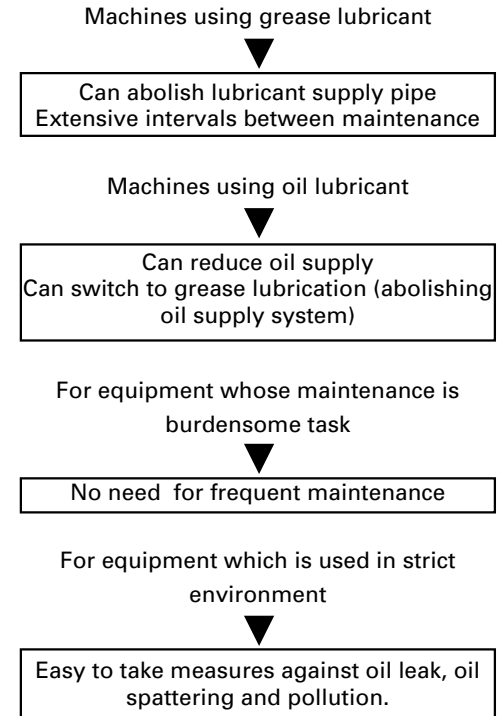 Machines using grease lubricant
Can abolish lubricant supply pipe
Extensive intervals between maintenance
Machines using oil lubricant
Can reduce oil supply
Can switch to grease lubrication (abolishing
oil supply system)
For equipment whose maintenance is
burdensome task
No need for frequent maintenance
For equipment which is used in strict
environment
Easy to take measures against oil leak, oil
spattering and pollution.